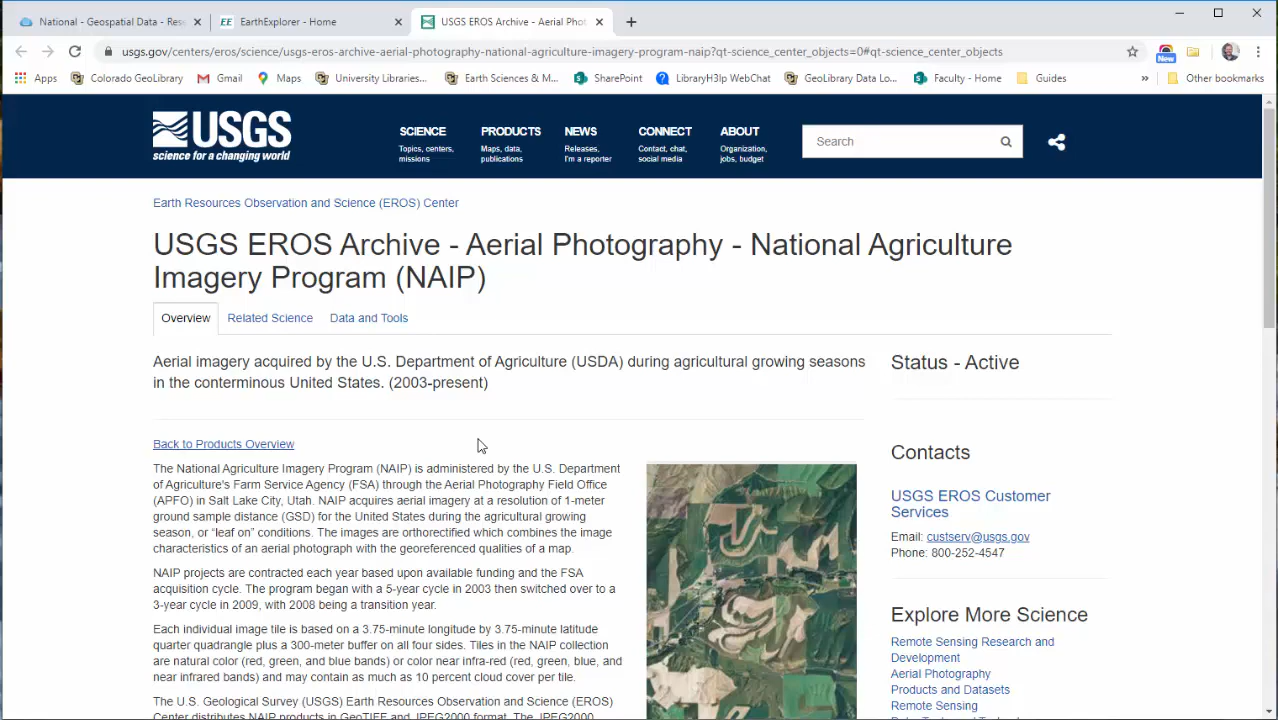 National - Geospatial Data - Res
EarthExplorer - Home
USGS EROS Archive - Aerial Phot
usgs.gov/centers/eros/science/usgs-eros-archive-aerial-photography-national-agriculture-imagery-program-naip?qt-science_center_objects=0#qt-science_center_objects
New
Apps
Colorado GeoLibrary
Gmail
Maps
University Libraries...
Earth Sciences & M...
SharePoint
LibraryH3lp WebChat
GeoLibrary Data Lo...
Faculty - Home
Guides
»
Other bookmarks
USGS
science for a changing world
SCIENCE
Topics, centers,
missions
PRODUCTS
Maps, data,
publications
NEWS
Releases,
I'm a reporter
CONNECT
Contact, chat,
social media
ABOUT
Organization,
jobs, budget
Search
Earth Resources Observation and Science (EROS) Center
USGS EROS Archive - Aerial Photography - National Agriculture
Imagery Program (NAIP)
Overview
Related Science
Data and Tools
Aerial imagery acquired by the U.S. Department of Agriculture (USDA) during agricultural growing seasons
in the conterminous United States. (2003-present)
Back to Products Overview
The National Agriculture Imagery Program (NAIP) is administered by the U.S. Department
of Agriculture's Farm Service Agency (FSA) through the Aerial Photography Field Office
(APFO) in Salt Lake City, Utah. NAIP acquires aerial imagery at a resolution of 1-meter
ground sample distance (GSD) for the United States during the agricultural growing
season, or “leaf on” conditions. The images are orthorectified which combines the image
characteristics of an aerial photograph with the georeferenced qualities of a map.
NAIP projects are contracted each year based upon available funding and the FSA
acquisition cycle. The program began with a 5-year cycle in 2003 then switched over to a
3-year cycle in 2009, with 2008 being a transition year.
Each individual image tile is based on a 3.75-minute longitude by 3.75-minute latitude
quarter quadrangle plus a 300-meter buffer on all four sides. Tiles in the NAIP collection
are natural color (red, green, and blue bands) or color near infra-red (red, green, blue, and
near infrared bands) and may contain as much as 10 percent cloud cover per tile.
The U.S. Geological Survey (USGS) Earth Resources Observation and Science (EROS)
Center distributes NAIP products in GeoTIFF and JPEG2000 format. The JPEG2000
Status - Active
Contacts
USGS EROS Customer
Services
Email: custserv@usgs.gov
Phone: 800-252-4547
Explore More Science
Remote Sensing Research and
Development
Aerial Photography
Products and Datasets
Remote Sensing